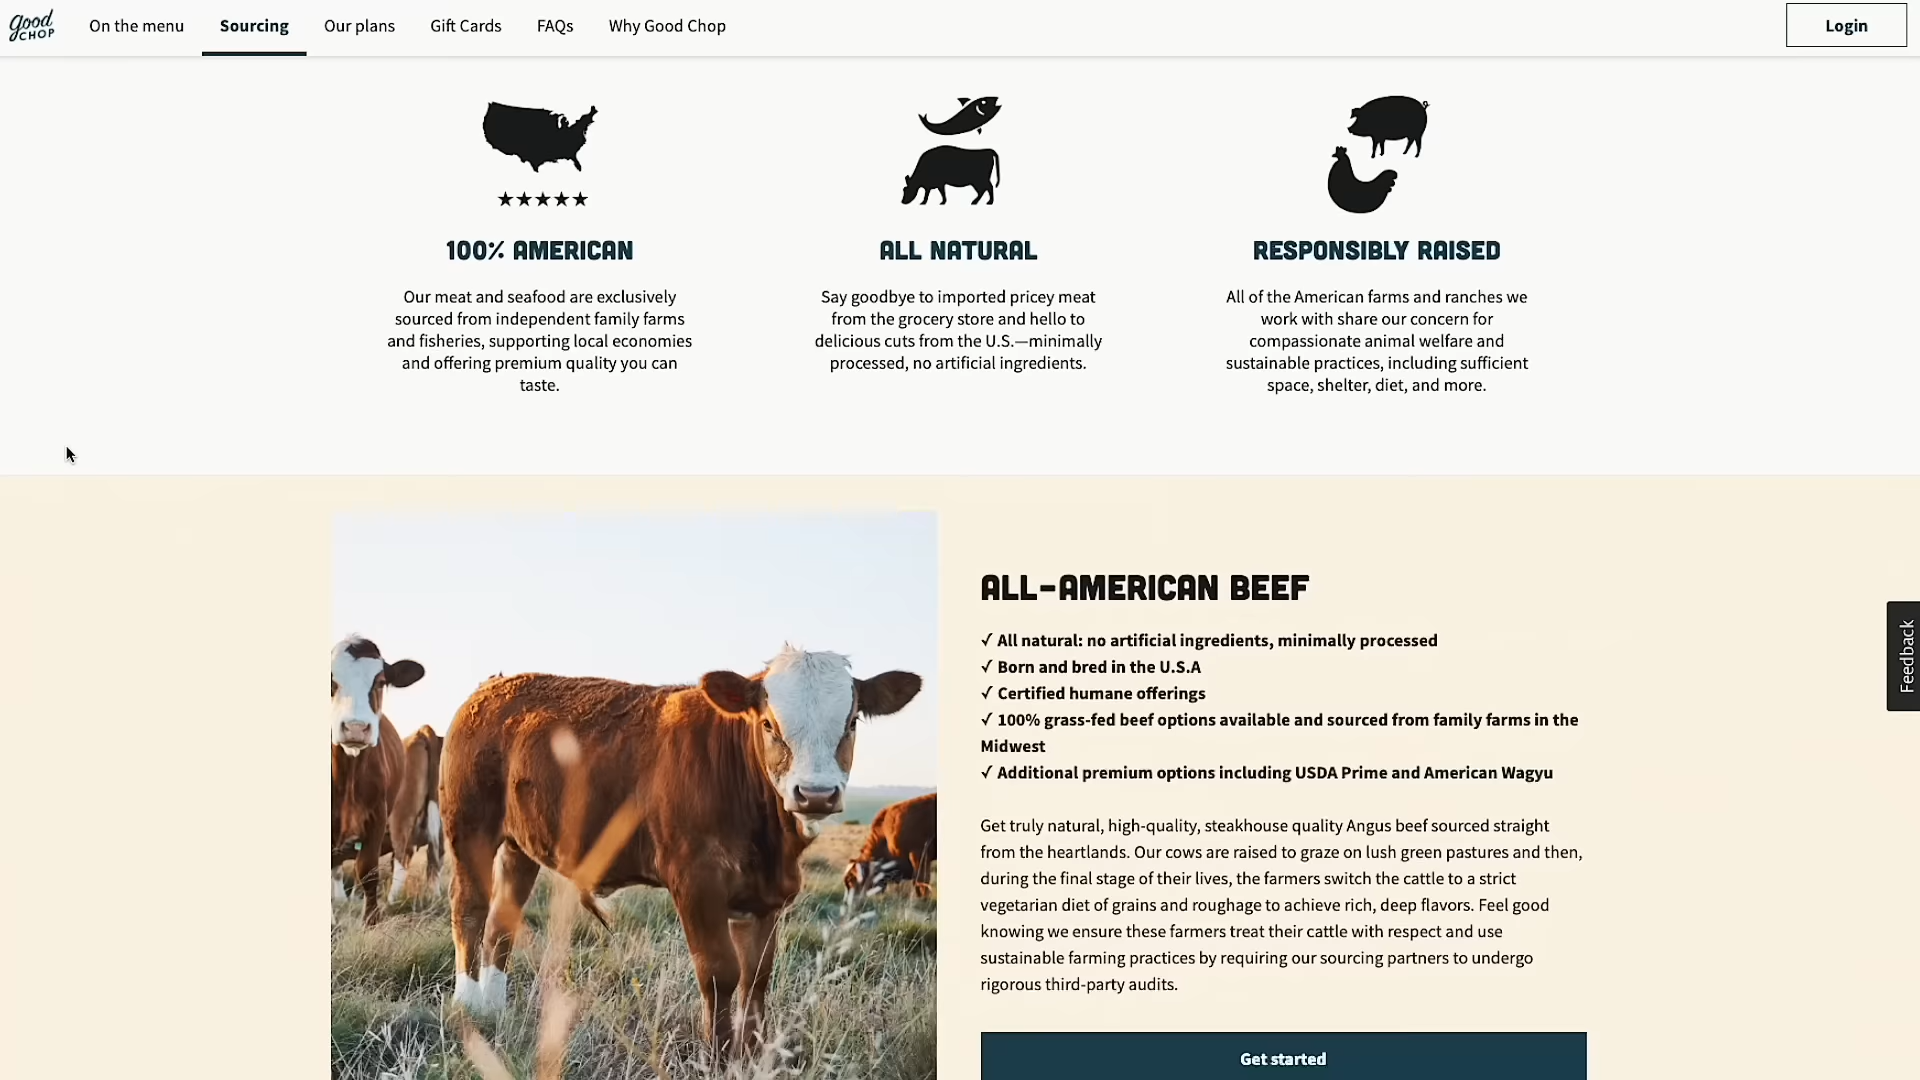 good
CHOP
On the menu
Sourcing
Our plans
Gift Cards
FAQs
Why Good Chop
Login
100% AMERICAN
Our meat and seafood are exclusively
sourced from independent family farms
and fisheries, supporting local economies
and offering premium quality you can
taste.
ALL NATURAL
Say goodbye to imported pricey meat
from the grocery store and hello to
delicious cuts from the U.S.—minimally
processed, no artificial ingredients.
RESPONSIBLY RAISED
All of the American farms and ranches we
work with share our concern for
compassionate animal welfare and
sustainable practices, including sufficient
space, shelter, diet, and more.
ALL-AMERICAN BEEF
✓ All natural: no artificial ingredients, minimally processed
✓ Born and bred in the U.S.A
✓ Certified humane offerings
✓ 100% grass-fed beef options available and sourced from family farms in the
Midwest
✓ Additional premium options including USDA Prime and American Wagyu
Get truly natural, high-quality, steakhouse quality Angus beef sourced straight
from the heartlands. Our cows are raised to graze on lush green pastures and then,
during the final stage of their lives, the farmers switch the cattle to a strict
vegetarian diet of grains and roughage to achieve rich, deep flavors. Feel good
knowing we ensure these farmers treat their cattle with respect and use
sustainable farming practices by requiring our sourcing partners to undergo
rigorous third-party audits.
Get started
Feedback